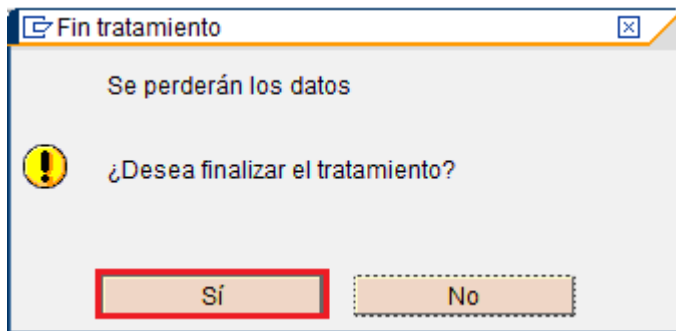 Fin tratamiento
Se perderán los datos
¿Desea finalizar el tratamiento?
Sí
No